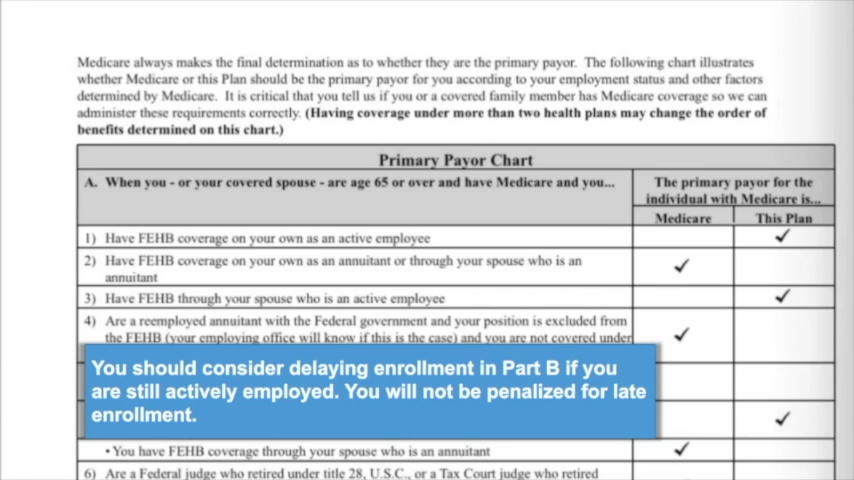 Medicare always makes the final determination as to whether they are the primary payor. The following chart illustrates
whether Medicare or this Plan should be the primary payor for you according to your employment status and other factors
determined by Medicare. It is critical that you tell us if you or a covered family member has Medicare coverage so we can
administer these requirements correctly. (Having coverage under more than two health plans may change the order of
benefits determined on this chart.)
Primary Payor Chart
A. When you - or your covered spouse - are age 65 or over and have Medicare and you...
The primary payor for the
individual with Medicare is...
Medicare
This Plan
1) Have FEHB coverage on your own as an active employee
✓
2) Have FEHB coverage on your own as an annuitant or through your spouse who is an
annuitant
✓
3) Have FEHB through your spouse who is an active employee
✓
4) Are a reemployed annuitant with the Federal government and your position is excluded from
the FEHB (your employing office will know if this is the case) and you are not covered under
✓
You should consider delaying enrollment in Part B if you
are still actively employed. You will not be penalized for late
enrollment.
✓
• You have FEHB coverage through your spouse who is an annuitant
✓
6) Are a Federal judge who retired under title 28, U.S.C., or a Tax Court judge who retired